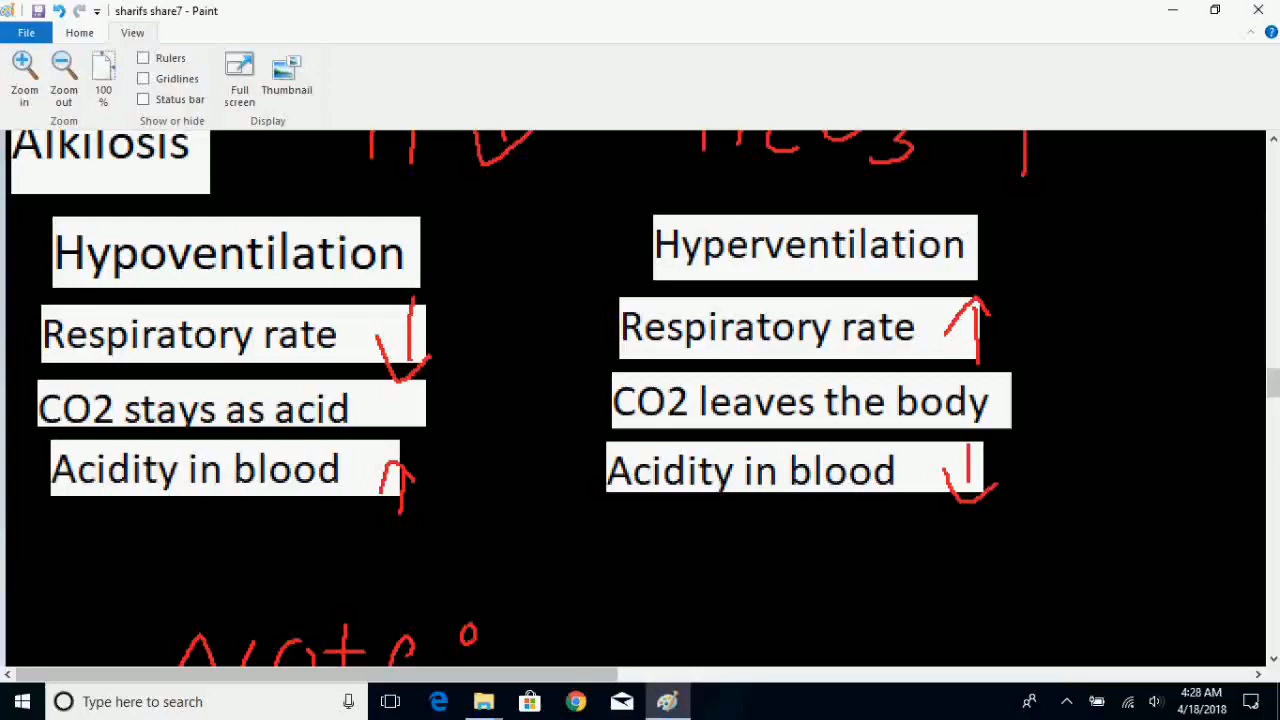 sharifs share7 - Paint
File Home View
Rulers
Gridlines
Status bar
Zoom in
Zoom out
100 %
Full screen
Thumbnail
Zoom
Show or hide
Display
Alkilosis
Hypoventilation
Respiratory rate ↓
CO2 stays as acid
Acidity in blood ↑
Hyperventilation
Respiratory rate ↑
CO2 leaves the body
Acidity in blood ↓
Type here to search
4:28 AM
4/18/2018